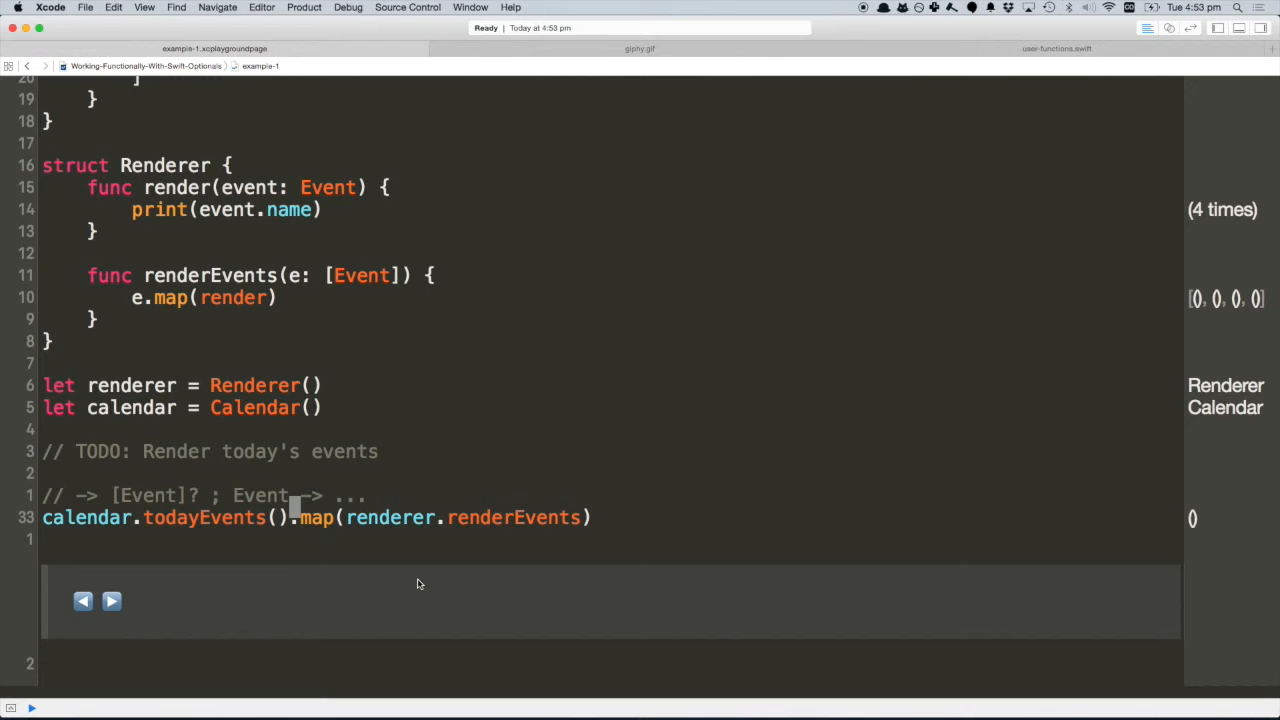 Xcode File Edit View Find Navigate Editor Product Debug Source Control Window Help Tue 4:53 pm
Ready | Today at 4:53 pm
example-1.xcplaygroundpage giphy.gif user-functions.swift
Working-Functionally-With-Swift-Optionals example-1
20 ]
19 }
18 }
17
16 struct Renderer {
15 func render(event: Event) {
14 print(event.name) (4 times)
13 }
12
11 func renderEvents(e: [Event]) {
10 e.map(render) [(), (), (), ()]
9 }
8 }
7
6 let renderer = Renderer() Renderer
5 let calendar = Calendar() Calendar
4
3 // TODO: Render today's events
2
1 // -> [Event]? ; Event -> ...
33 calendar.todayEvents().map(renderer.renderEvents) ()
1
2